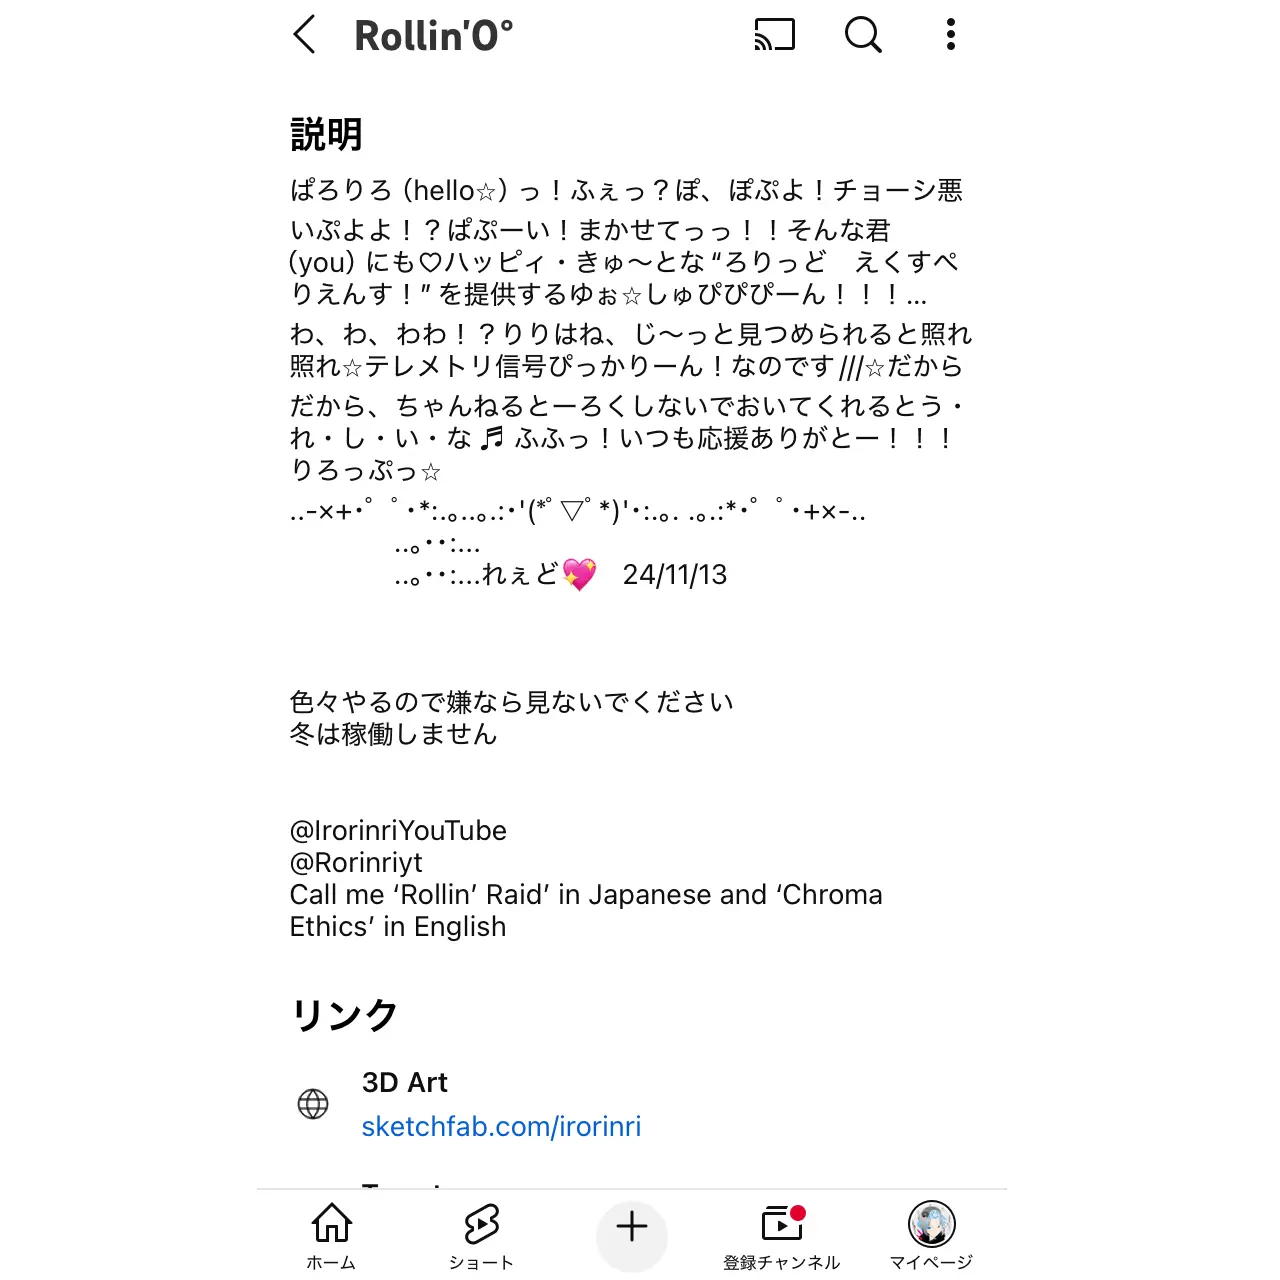 Rollin'O°
説明
ぱろりろ（hello☆）っ！ふぇっ？ぽ、ぽぷよ！チョーシ悪
いぷよよ！？ぱぷーい！まかせてっっ！！そんな君
（you）にも♡ハッピィ・きゅ〜とな “ろりっど　えくすぺ
りえんす！” を提供するゆぉ☆しゅぴぴぴーん！！！...
わ、わ、わわ！？りりはね、じ〜っと見つめられると照れ
照れ☆テレメトリ信号ぴっかりーん！なのです ///☆だから
だから、ちゃんねるとーろくしないでおいてくれるとう・
れ・し・い・な ♬ ふふっ！いつも応援ありがとー！！！
りろっぷっ☆
..-×+･ﾟ ﾟ･*:.｡..｡.:･'(*ﾟ▽ﾟ*)'･:.｡. .｡.:*･ﾟ ﾟ･+×-..
..｡･･:...
..｡･･:...れぇど💖　24/11/13
色々やるので嫌なら見ないでください
冬は稼働しません
@IrorinriYouTube
@Rorinriyt
Call me ‘Rollin’ Raid’ in Japanese and ‘Chroma
Ethics’ in English
リンク
3D Art
sketchfab.com/irorinri
ホーム
ショート
登録チャンネル
マイページ